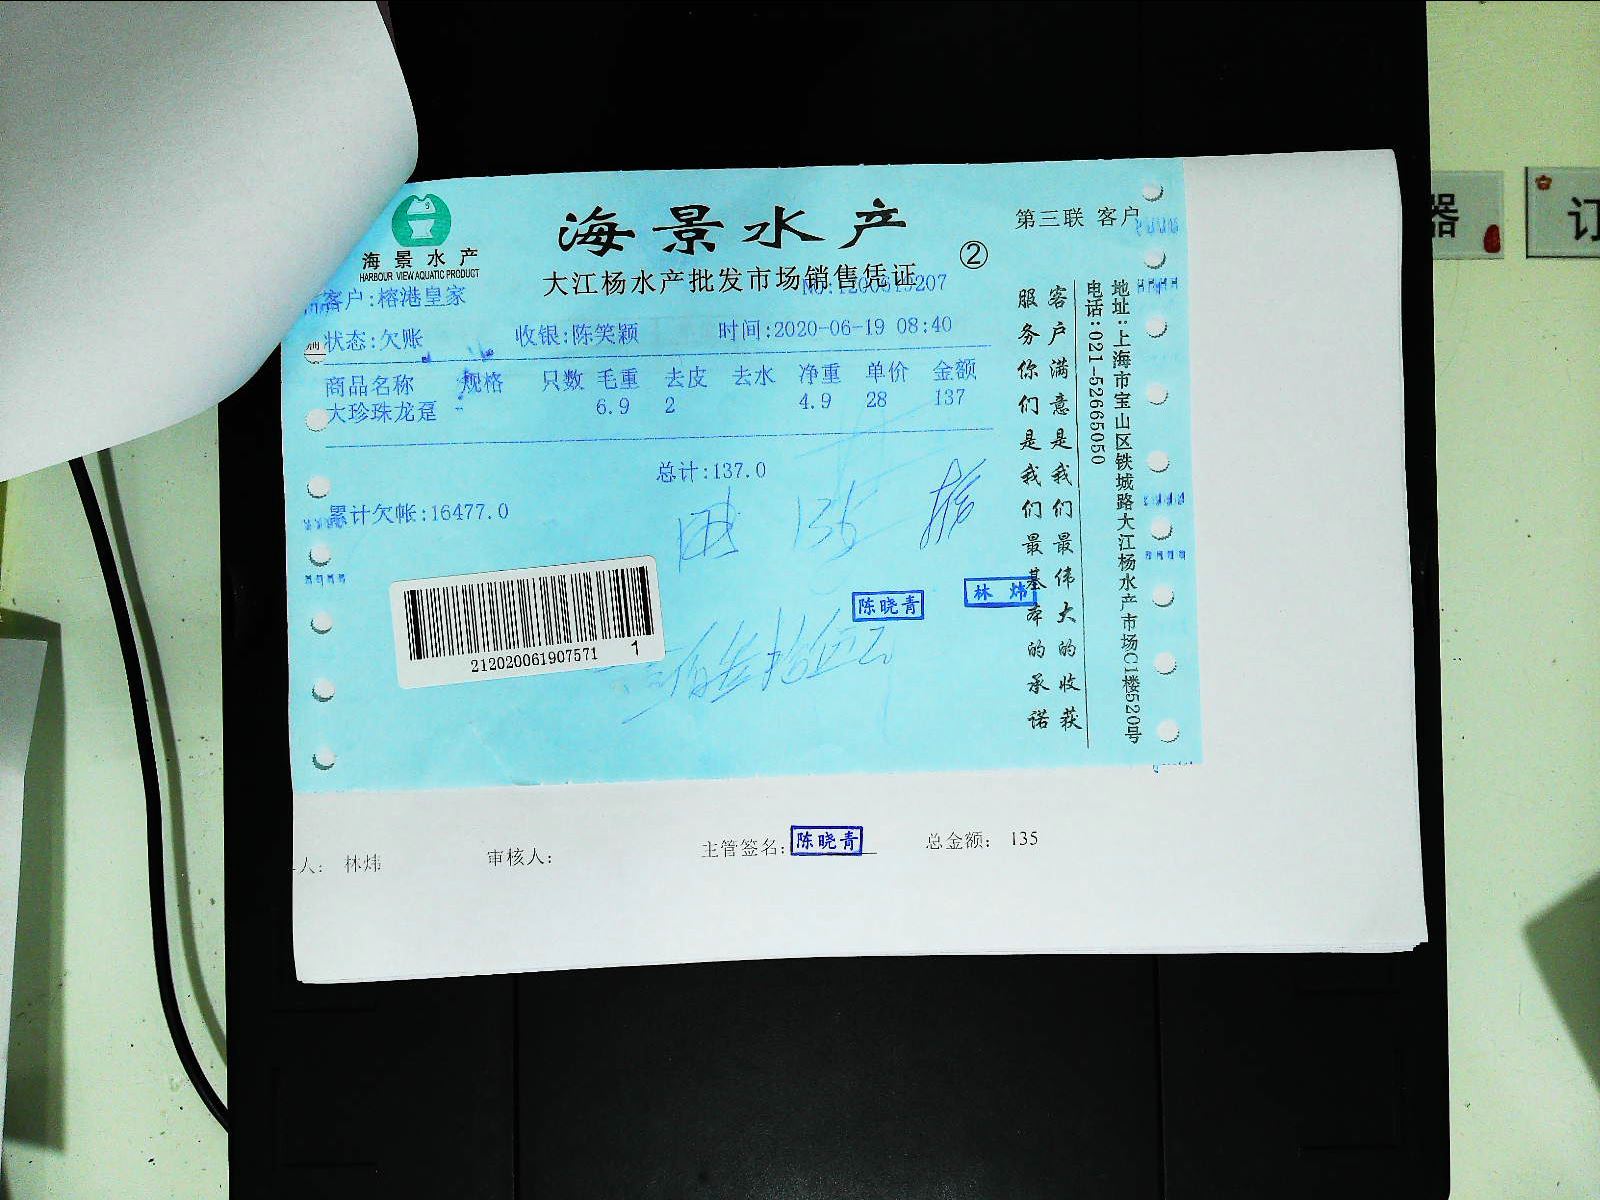 海景水产
第三联 客户
②
海景水产
HARBOUR VIEW AQUATIC PRODUCT
大江杨水产批发市场销售凭证
客户:榕港皇家
状态:欠账 收银:陈笑颖 时间:2020-06-19 08:40
商品名称 规格 只数 毛重 去皮 去水 净重 单价 金额
大珍珠龙趸 6.9 2 4.9 28 137
总计:137.0
累计欠帐:16477.0
135
陈晓青
林炜
212020061907571 1
客户满意是我们最伟大的收获
服务你们是我们最基本的承诺
地址:上海市宝山区铁城路大江杨水产市场C1楼520号
电话:021-52665050
人: 林炜 审核人: 主管签名: 陈晓青 总金额: 135
器
订